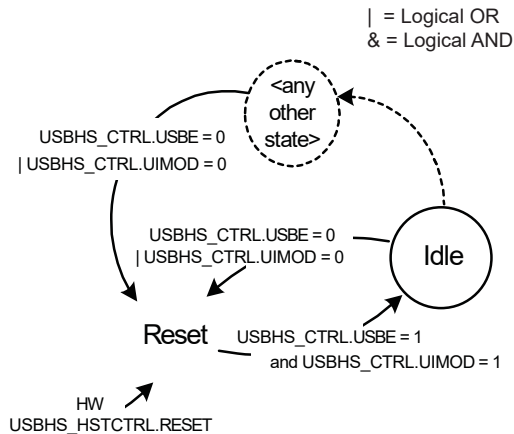 | = Logical OR
& = Logical AND
<any
other
state>
USBHS_CTRL.USBE = 0
| USBHS_CTRL.UIMOD = 0
USBHS_CTRL.USBE = 0
| USBHS_CTRL.UIMOD = 0
Idle
Reset
USBHS_CTRL.USBE = 1
and USBHS_CTRL.UIMOD = 1
HW
USBHS_HSTCTRL.RESET